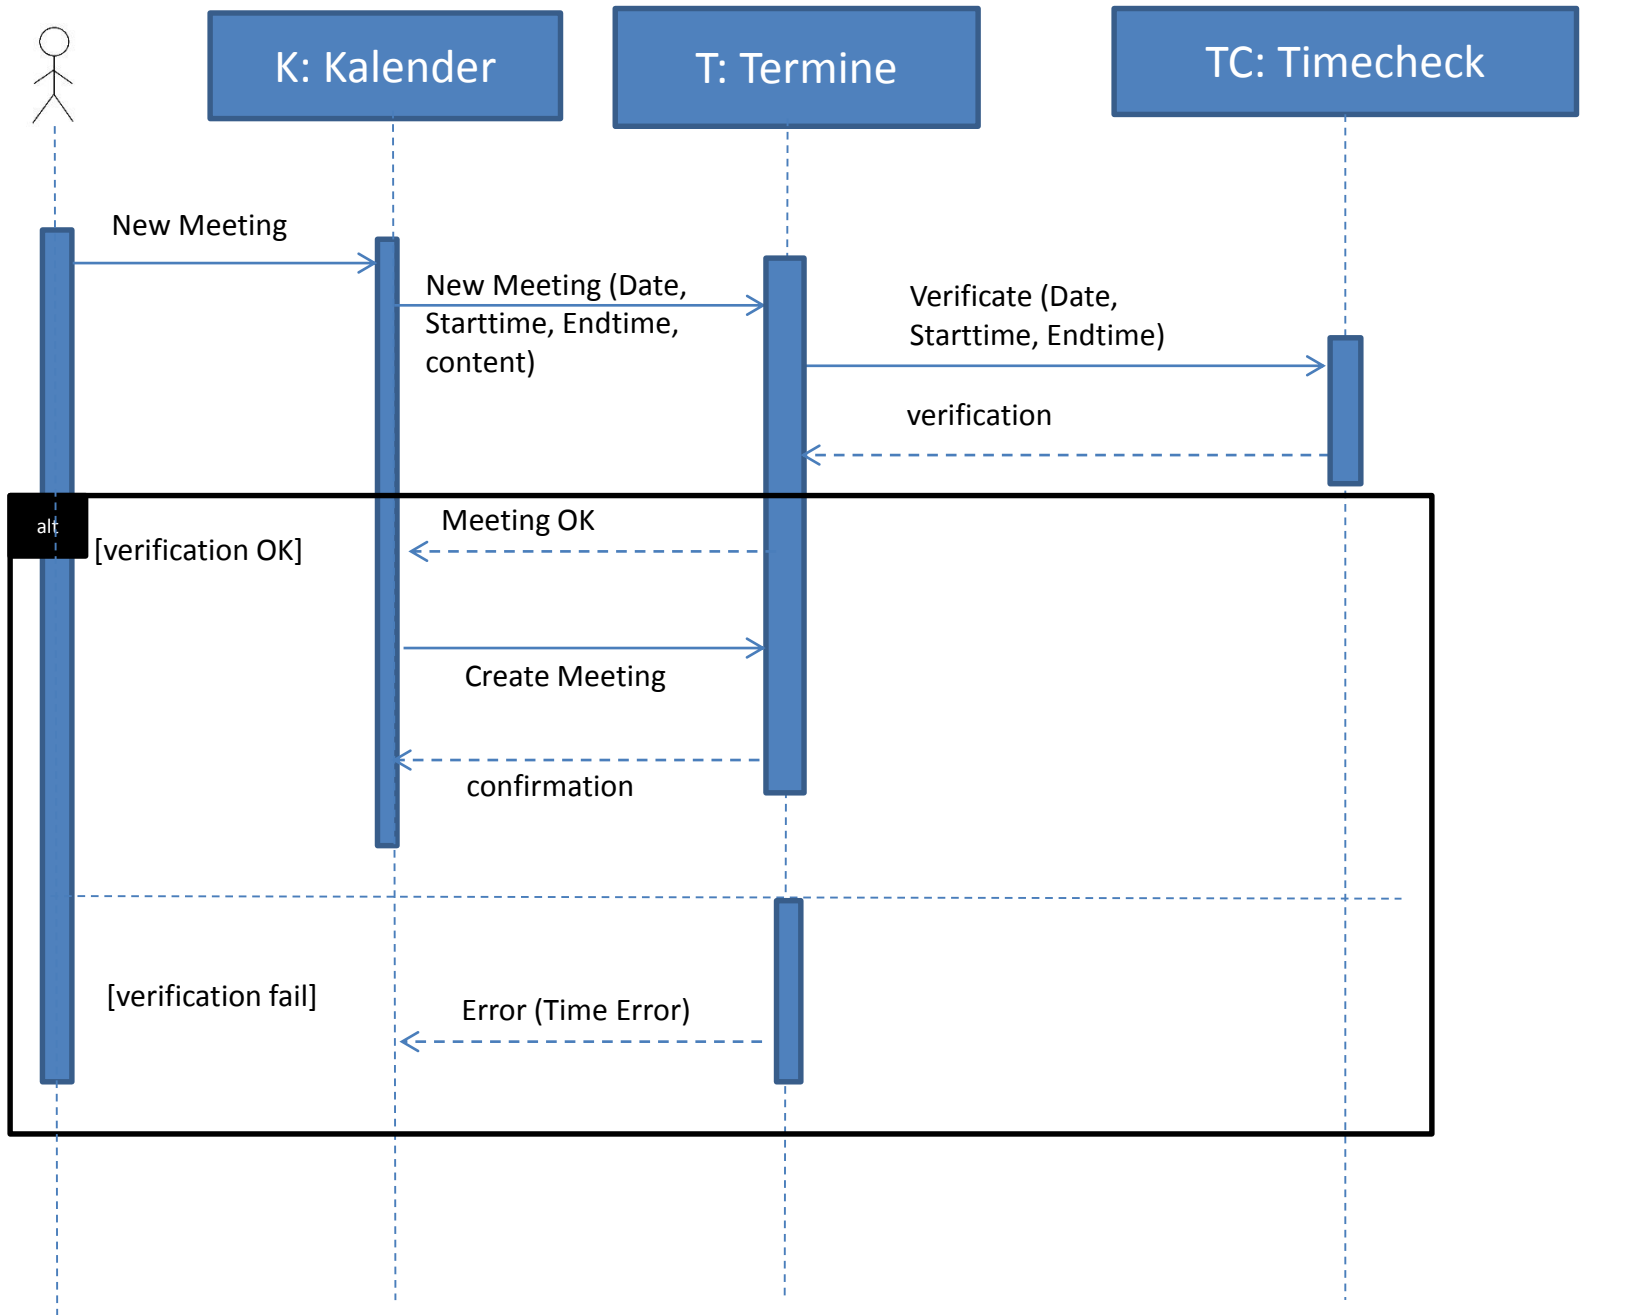 K: Kalender
T: Termine
TC: Timecheck
New Meeting
New Meeting (Date,
Starttime, Endtime,
content)
Verificate (Date,
Starttime, Endtime)
verification
alt
[verification OK]
Meeting OK
Create Meeting
confirmation
[verification fail]
Error (Time Error)